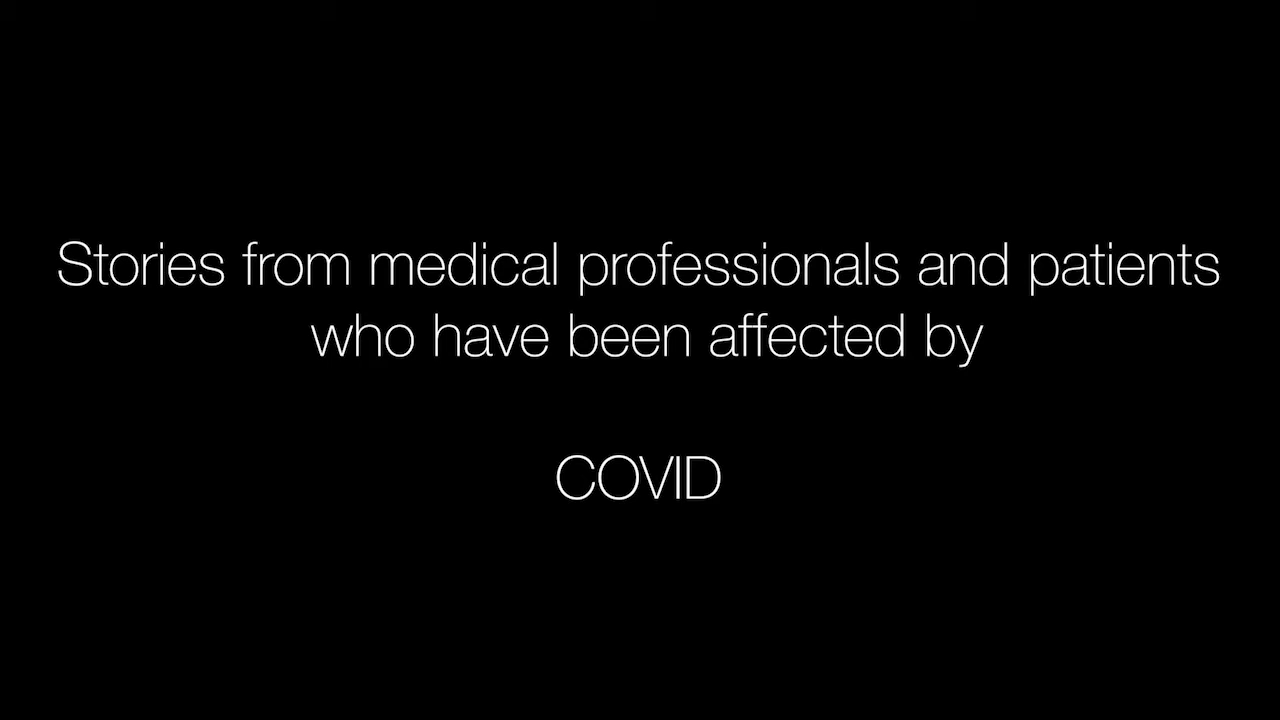 Stories from medical professionals and patients
who have been affected by
COVID